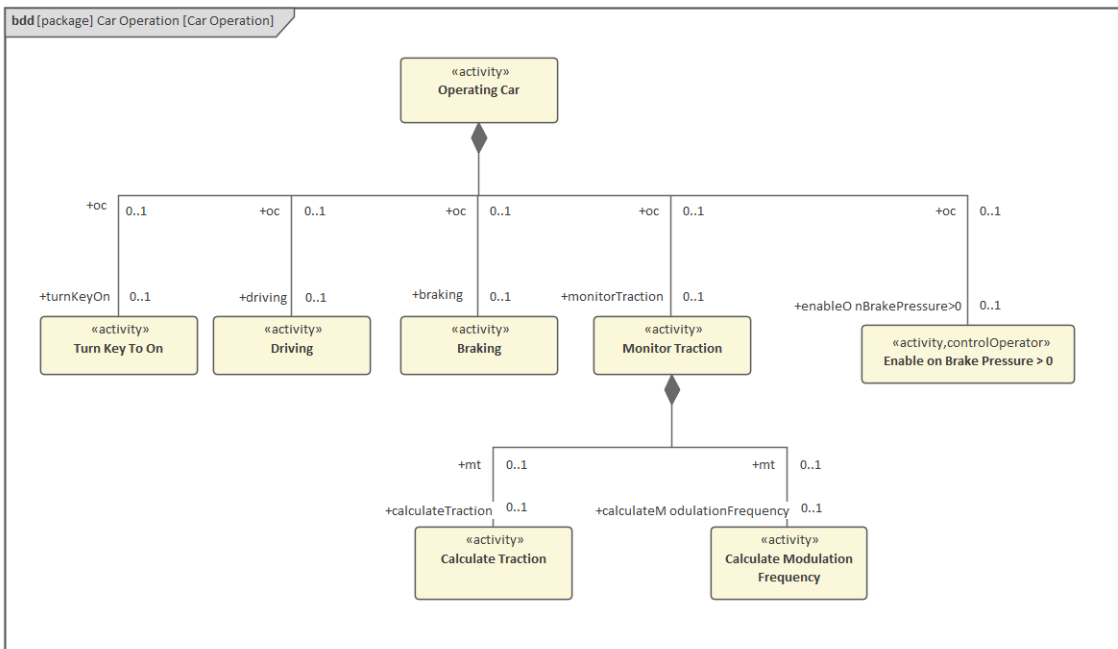 bdd [package] Car Operation [Car Operation]
«activity»
Operating Car
+oc 0..1
+oc 0..1
+oc 0..1
+oc 0..1
+oc 0..1
+turnKeyOn 0..1
+driving 0..1
+braking 0..1
+monitorTraction 0..1
+enableO nBrakePressure>0 0..1
«activity»
Turn Key To On
«activity»
Driving
«activity»
Braking
«activity»
Monitor Traction
«activity,controlOperator»
Enable on Brake Pressure > 0
+mt 0..1
+mt 0..1
+calculateTraction 0..1
+calculateM odulationFrequency 0..1
«activity»
Calculate Traction
«activity»
Calculate Modulation
Frequency